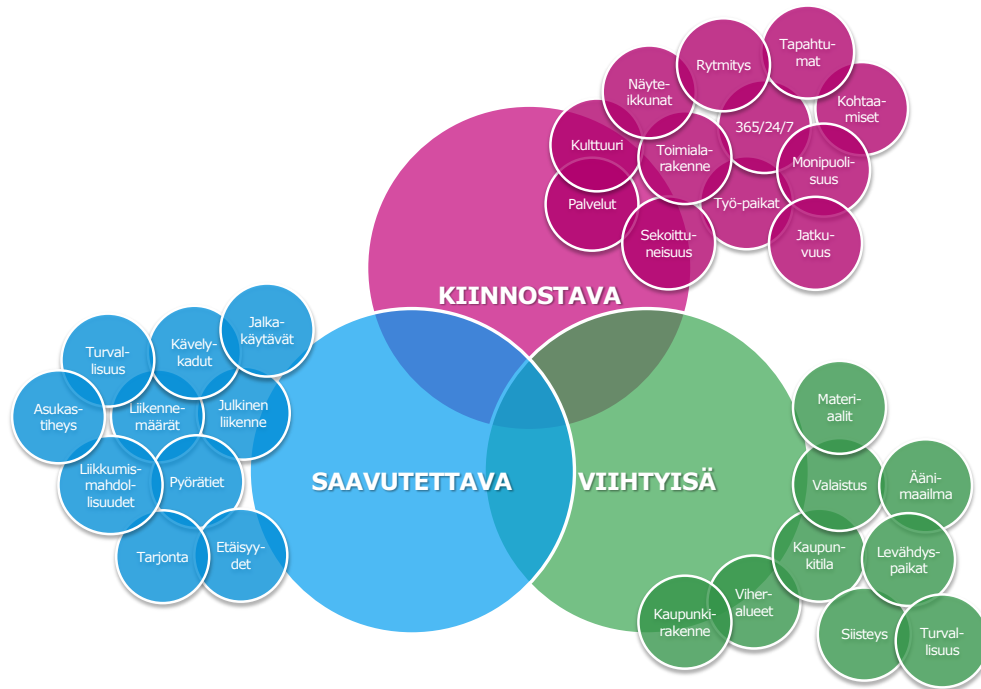 Tapahtu-
mat
Rytmitys
Näyte-
ikkunat
Kohtaa-
miset
365/24/7
Kulttuuri
Toimiala-
rakenne
Monipuoli-
suus
Palvelut
Työ-paikat
Sekoittu-
neisuus
Jatku-
vuus
KIINNOSTAVA
Jalka-
käytävät
Kävely-
kadut
Turval-
lisuus
Asukas-
tiheys
Liikenne-
määrät
Julkinen
liikenne
Liikkumis-
mahdol-
lisuudet
Pyörätiet
Tarjonta
Etäisyy-
det
SAAVUTETTAVA
VIIHTYISÄ
Materi-
aalit
Valaistus
Ääni-
maailma
Kaupun-
kitila
Levähdys-
paikat
Viher-
alueet
Kaupunki-
rakenne
Siisteys
Turval-
lisuus